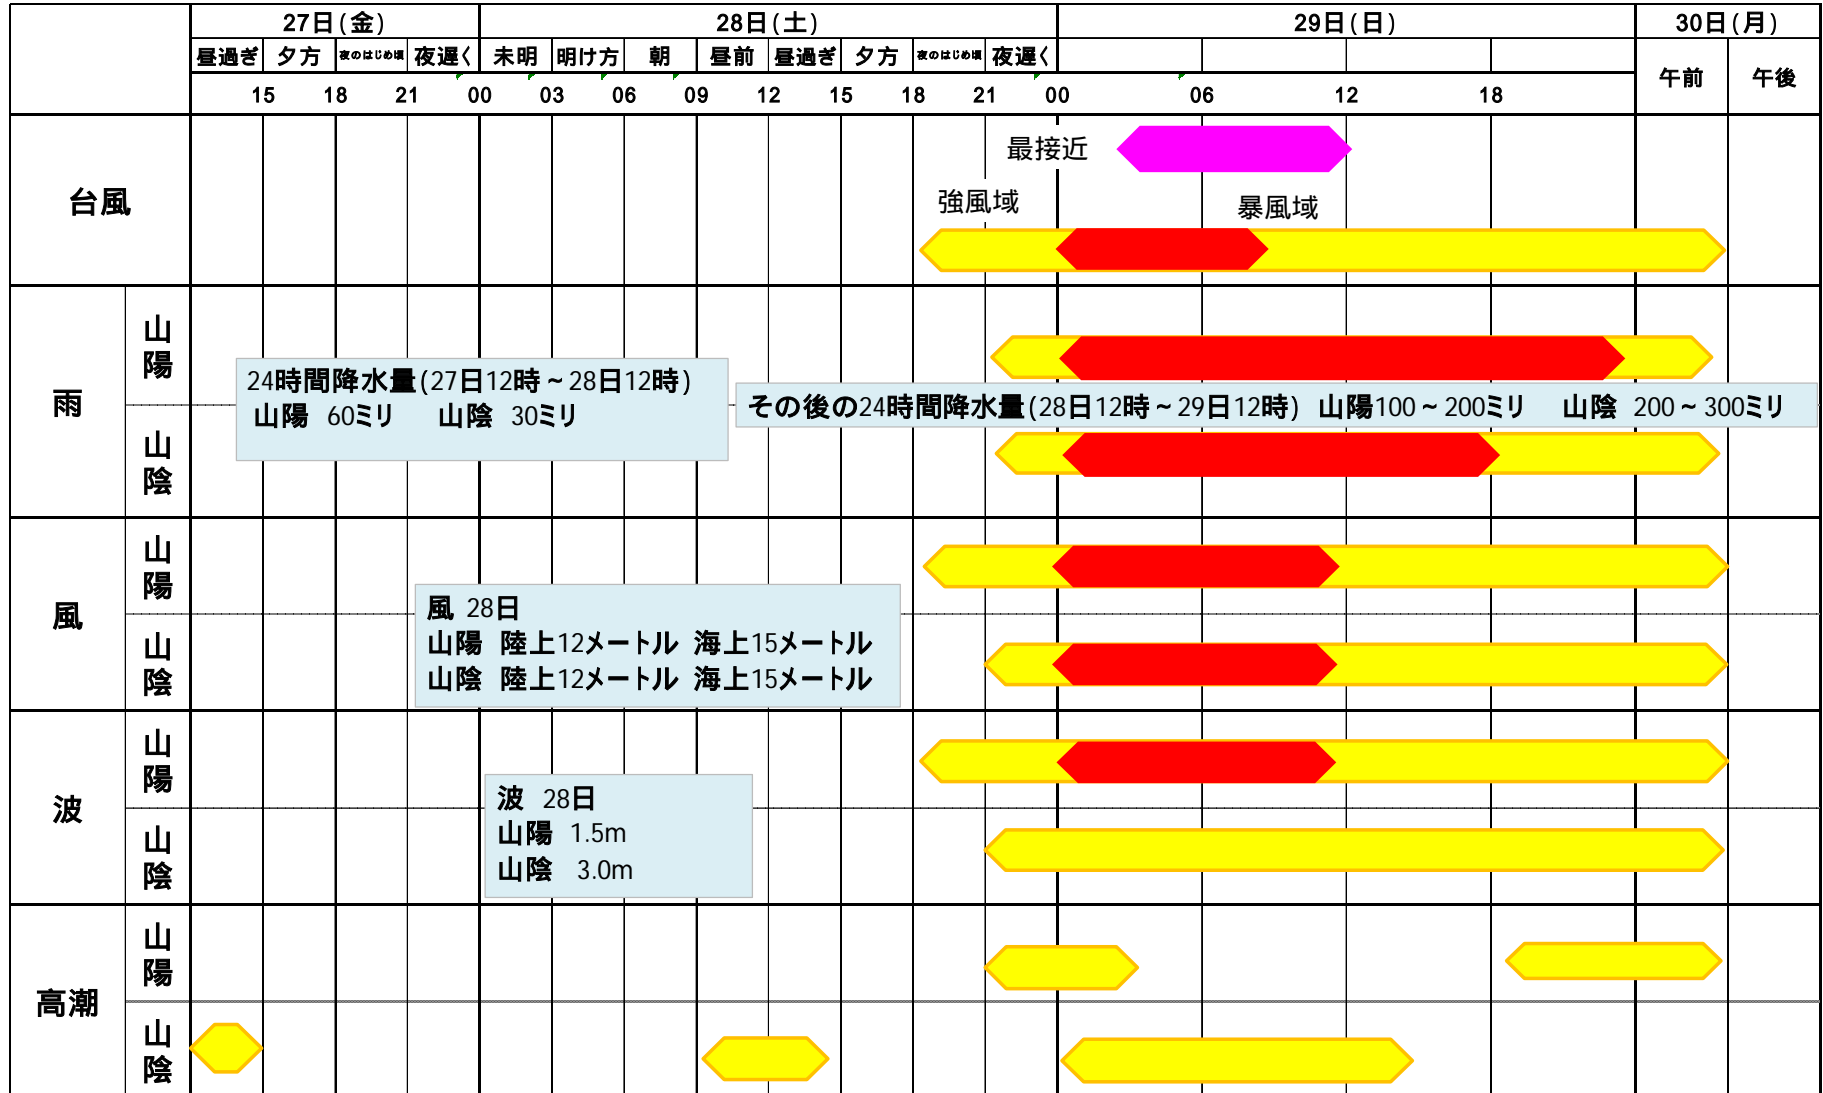 27日(金) 28日(土) 29日(日) 30日(月)
昼過ぎ 夕方 夜のはじめ頃 夜遅く 未明 明け方 朝 昼前 昼過ぎ 夕方 夜のはじめ頃 夜遅く
午前 午後
15 18 21 00 03 06 09 12 15 18 21 00 06 12 18
台風
最接近
強風域 暴風域
雨
山陽
山陰
24時間降水量(27日12時～28日12時)
山陽 60ミリ 山陰 30ミリ
その後の24時間降水量(28日12時～29日12時) 山陽100～200ミリ 山陰 200～300ミリ
風
山陽
山陰
風 28日
山陽 陸上12メートル 海上15メートル
山陰 陸上12メートル 海上15メートル
波
山陽
山陰
波 28日
山陽 1.5m
山陰 3.0m
高潮
山陽
山陰